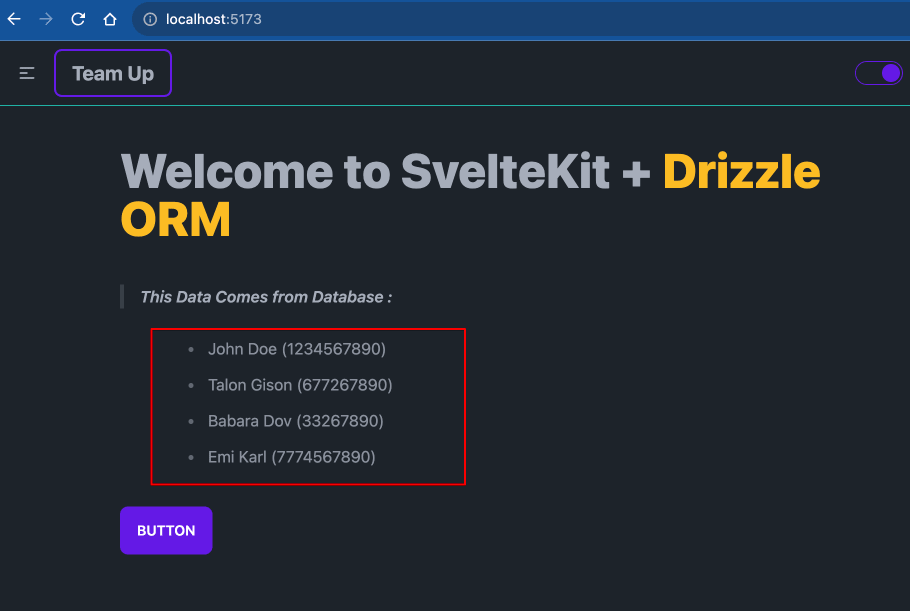 localhost:5173
Team Up
Welcome to SvelteKit + Drizzle
ORM
This Data Comes from Database :
John Doe (1234567890)
Talon Gison (677267890)
Babara Dov (33267890)
Emi Karl (7774567890)
BUTTON